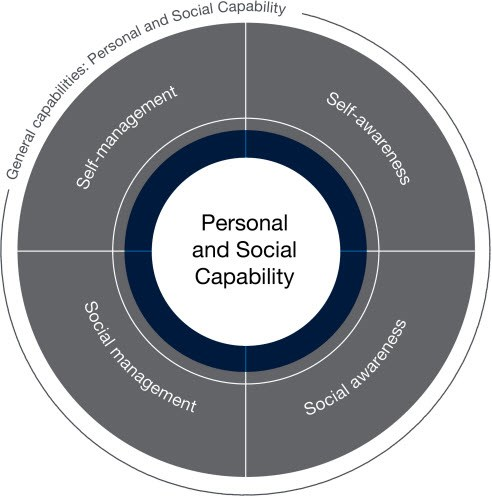 General capabilities: Personal and Social Capability
Self-management
Self-awareness
Personal
and Social
Capability
Social management
Social awareness